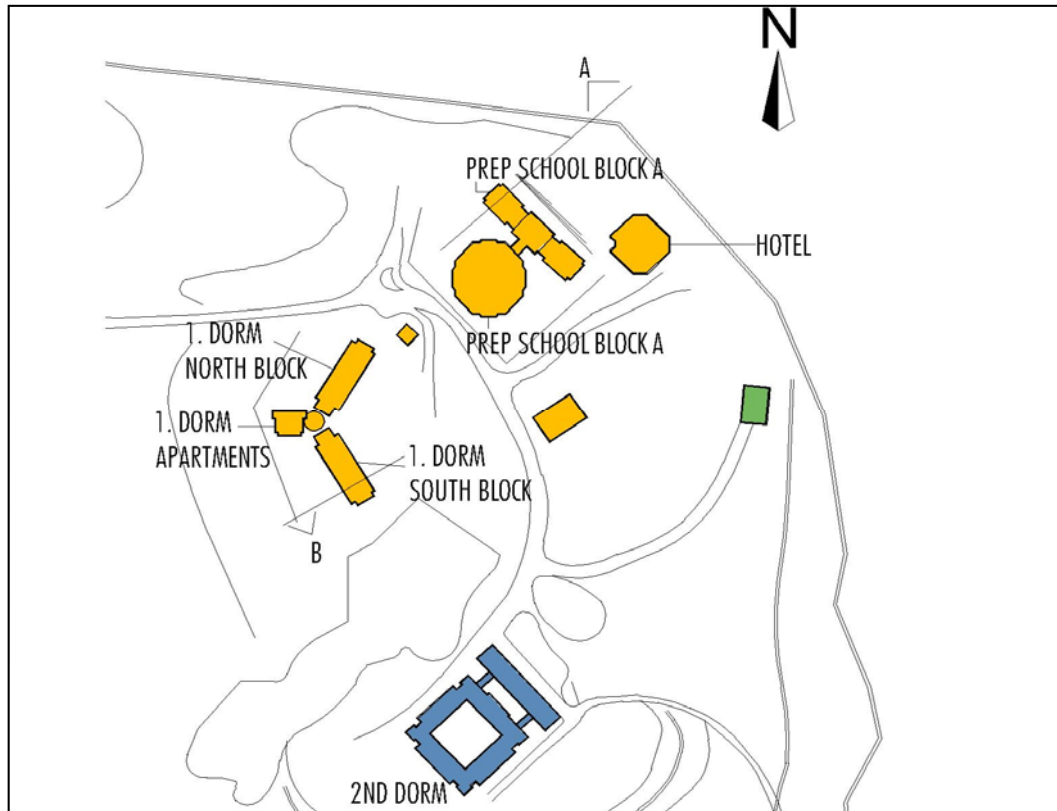 N
A
PREP SCHOOL BLOCK A
HOTEL
PREP SCHOOL BLOCK A
1. DORM
NORTH BLOCK
1. DORM
APARTMENTS
1. DORM
SOUTH BLOCK
B
2ND DORM